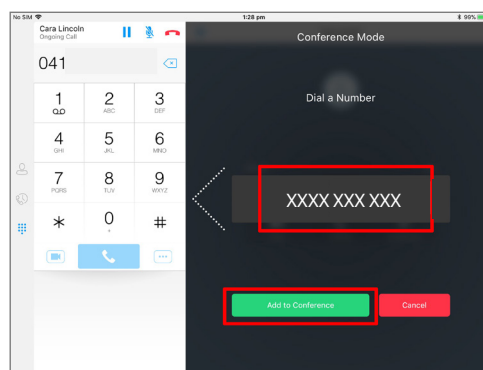 No SIM 1:28 pm 99%
Cara Lincoln
Ongoing Call
Conference Mode
041
Dial a Number
1 2 3
ABC DEF
4 5 6
GHI JKL MNO
7 8 9
PQRS TUV WXYZ
* 0 #
+
XXXX XXX XXX
Add to Conference Cancel